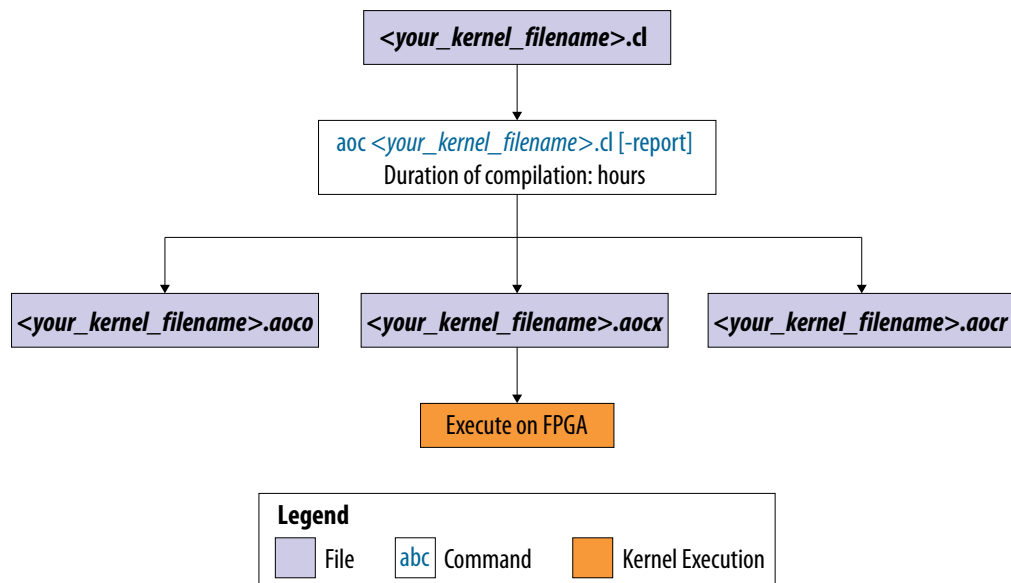 <your_kernel_filename>.cl
aoc <your_kernel_filename>.cl [-report]
Duration of compilation: hours
<your_kernel_filename>.aoco
<your_kernel_filename>.aocx
<your_kernel_filename>.aocr
Execute on FPGA
Legend
File
abc
Command
Kernel Execution